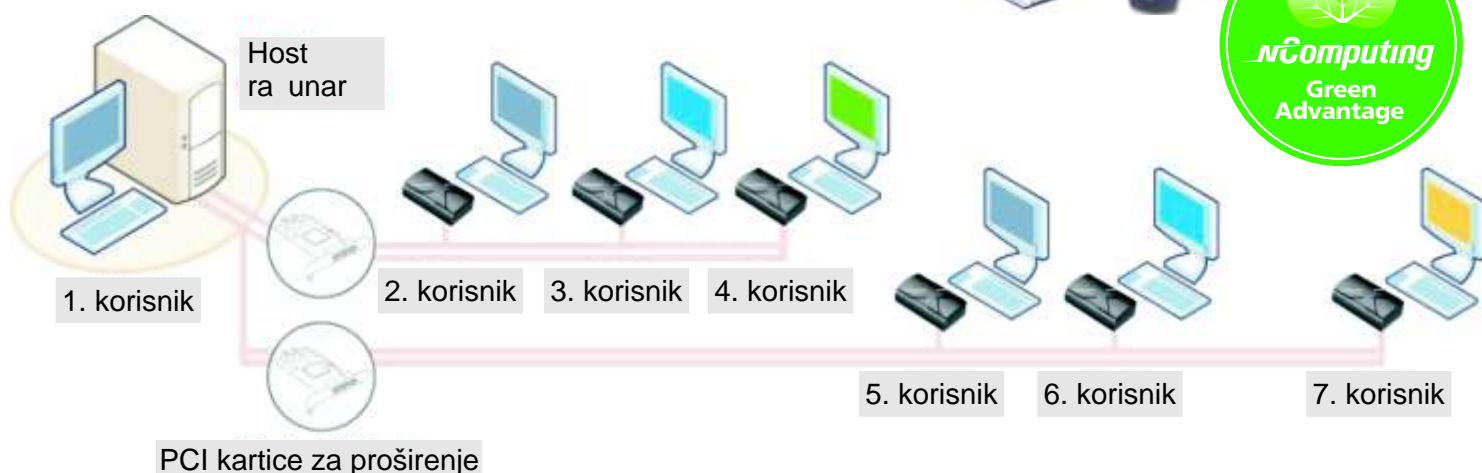 Host
ra unar
nComputing
Green
Advantage
1. korisnik
2. korisnik
3. korisnik
4. korisnik
5. korisnik
6. korisnik
7. korisnik
PCI kartice za proširenje